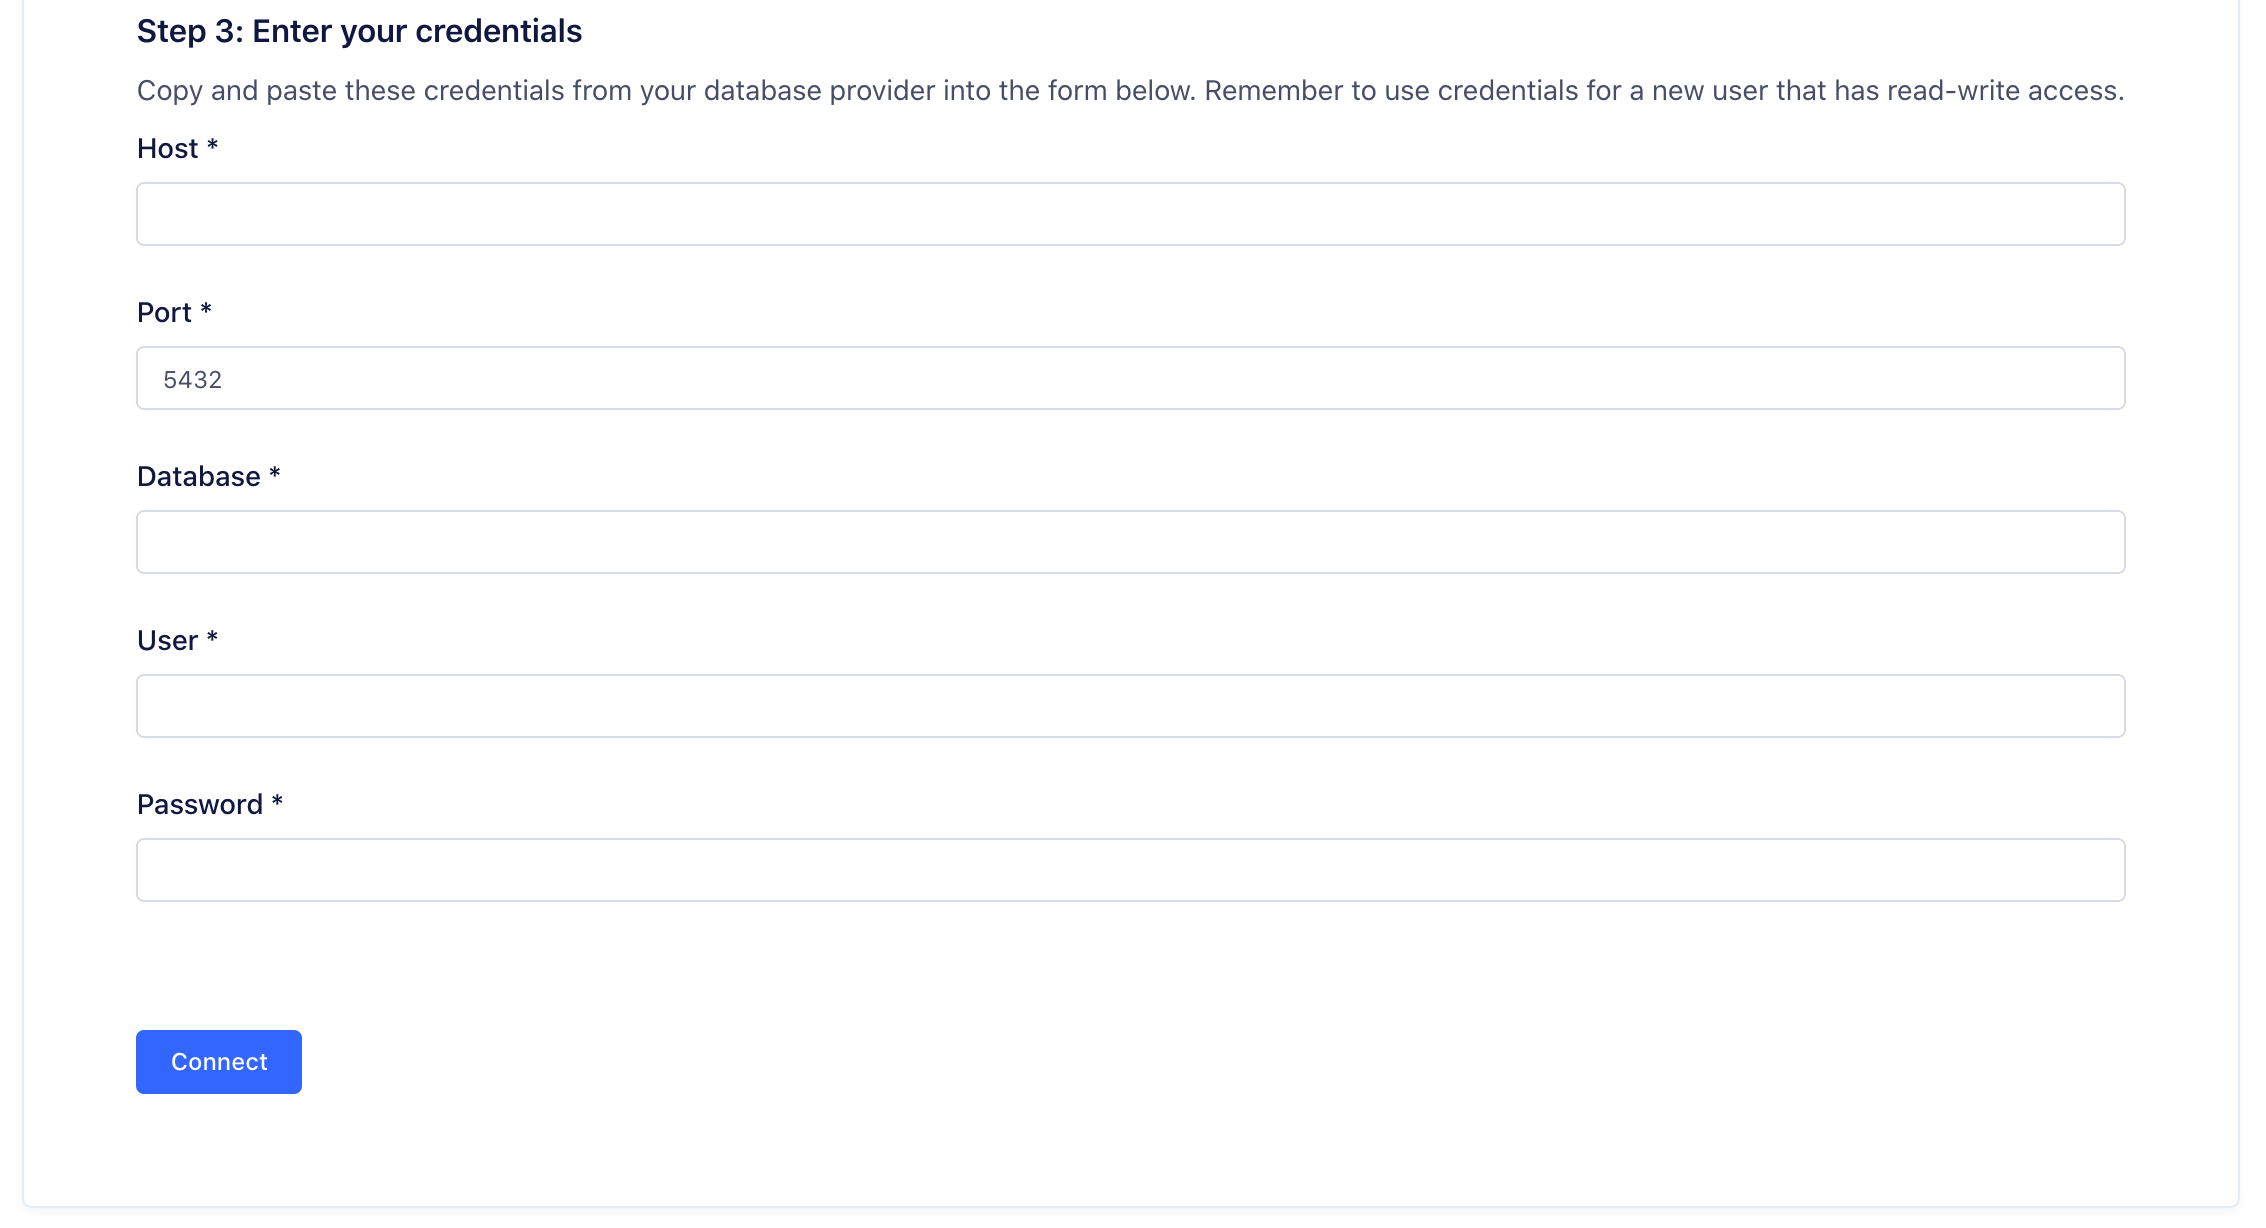 Step 3: Enter your credentials
Copy and paste these credentials from your database provider into the form below. Remember to use credentials for a new user that has read-write access.
Host *
Port *
5432
Database *
User *
Password *
Connect